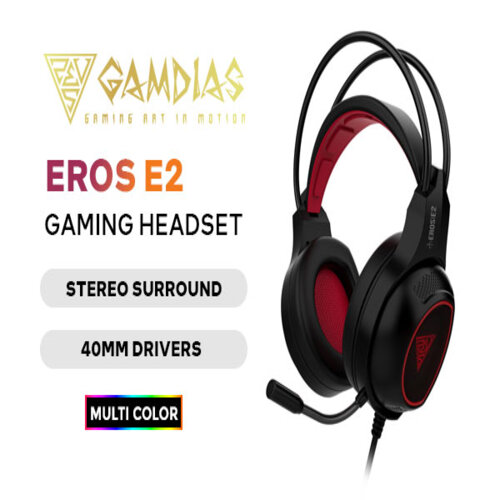 GAMDIAS
GAMING ART IN MOTION
EROS E2
GAMING HEADSET
STEREO SURROUND
40MM DRIVERS
MULTI COLOR
EROS E2